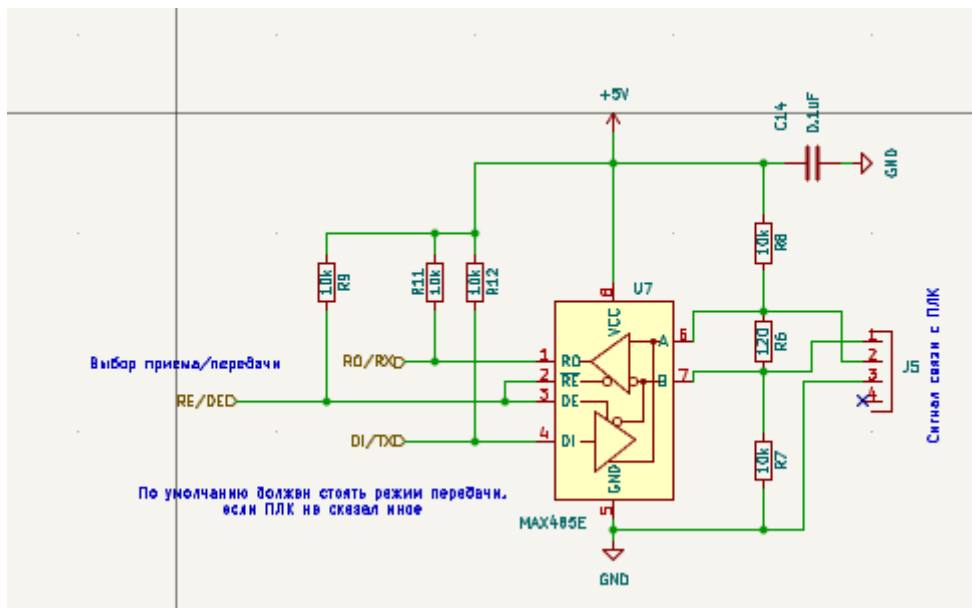 +5V
C14
0.1uF
GND
10k
R8
10k
R9
R11
10k
10k
R12
U7
8
VCC
Выбор приема/передачи
RO/RX
1
RO
A
6
120
R6
1
2
3
4
J5
Сигнал связи с ПЛК
2
RE
B
7
RE/DE
3
DE
DI/TX
4
DI
10k
R7
GND
По умолчанию должен стоять режим передачи,
если ПЛК не сказал иное
5
MAX485E
GND